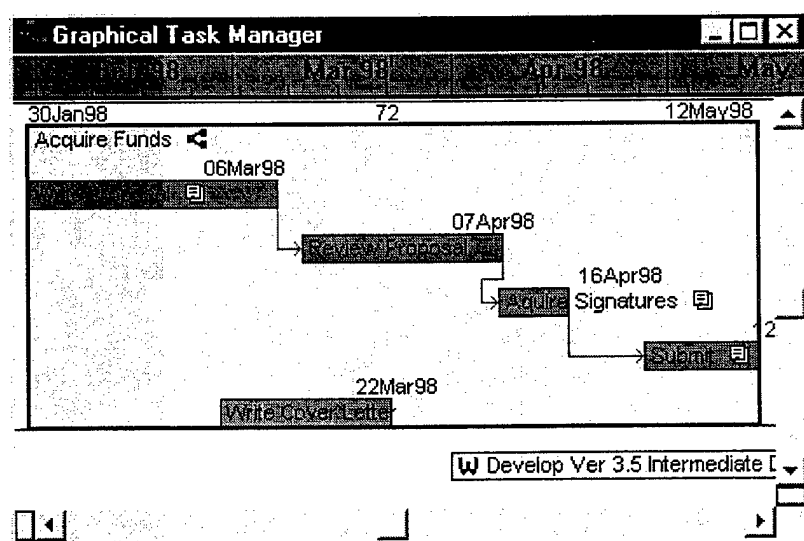 Graphical Task Manager
Mar 98 Apr 98 May
30Jan98 72 12May98
Acquire Funds
06Mar98
07Apr98
Review Proposal
16Apr98
Acquire Signatures
12
Submit
22Mar98
Write Cover Letter
W Develop Ver 3.5 Intermediate D